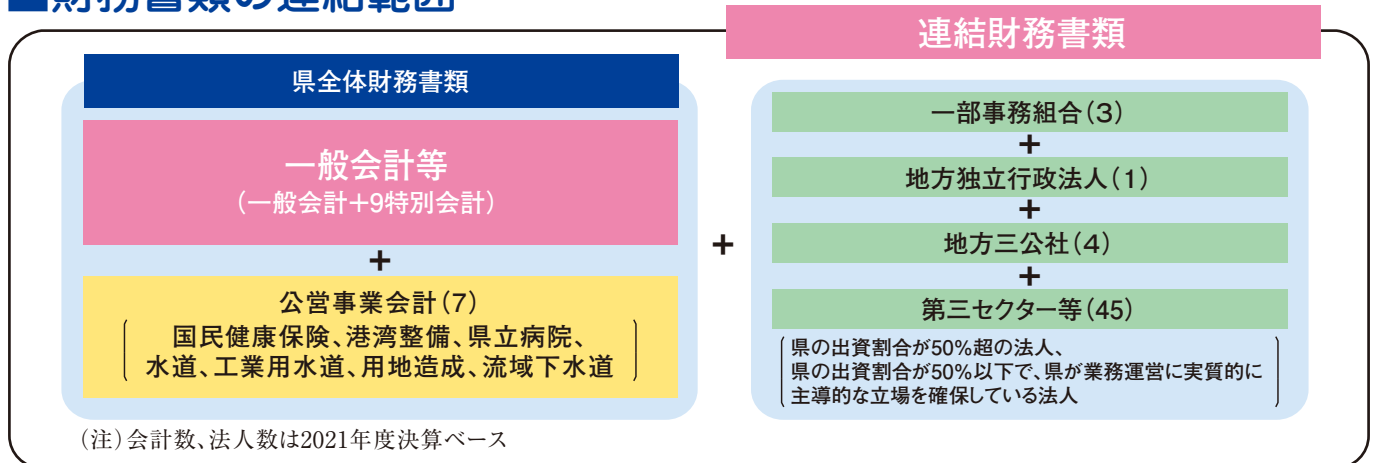 ■財務書類の連結範囲
連結財務書類
県全体財務書類
一般会計等
(一般会計+9特別会計)
+
公営事業会計(7)
国民健康保険、港湾整備、県立病院、
水道、工業用水道、用地造成、流域下水道
+
一部事務組合(3)
+
地方独立行政法人(1)
+
地方三公社(4)
+
第三セクター等(45)
県の出資割合が50%超の法人、
県の出資割合が50%以下で、県が業務運営に実質的に
主導的な立場を確保している法人
(注)会計数、法人数は2021年度決算ベース